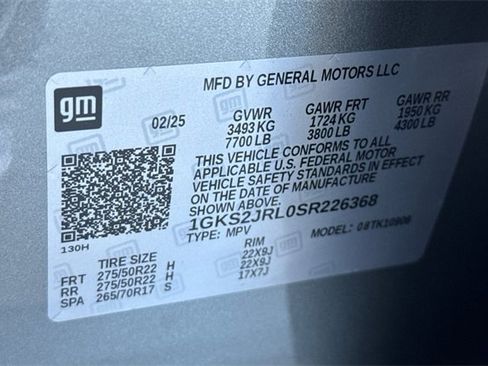 gm
MFD BY GENERAL MOTORS LLC
02/25 GVWR GAWR FRT GAWR RR
3493 KG 1724 KG 1950 KG
7700 LB 3800 LB 4300 LB
THIS VEHICLE CONFORMS TO ALL
APPLICABLE U.S. FEDERAL MOTOR
VEHICLE SAFETY STANDARDS IN EFFECT
ON THE DATE OF MANUFACTURE
SHOWN ABOVE.
1GKS2JRL0SR226368
130H TYPE: MPV MODEL: 08TK10906
TIRE SIZE RIM
FRT 275/50R22 H 22X9J
RR 275/50R22 H 22X9J
SPA 265/70R17 S 17X7J